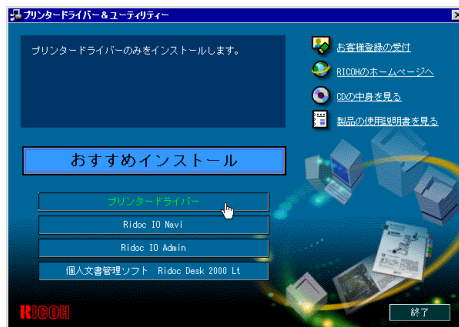 プリンタードライバー＆ユーティリティー
プリンタードライバーのみをインストールします。
お客様登録の受付
RICOHのホームページへ
CDの中身を見る
製品の使用説明書を見る
おすすめインストール
プリンタードライバー
Ridoc IO Navi
Ridoc IO Admin
個人文書管理ソフト Ridoc Desk 2000 Lt
RICOH
終了